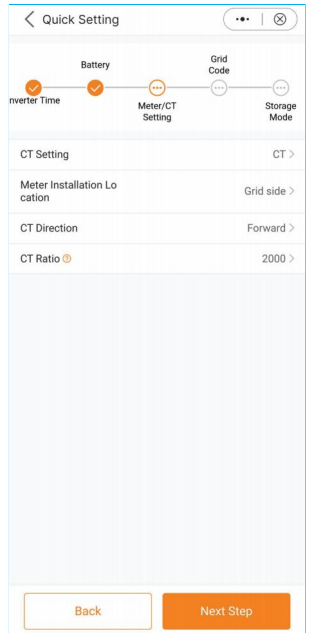 Quick Setting
Battery
Grid
Code
nverter Time
Meter/CT
Setting
Storage
Mode
CT Setting
CT
Meter Installation Lo
cation
Grid side
CT Direction
Forward
CT Ratio
2000
Back
Next Step